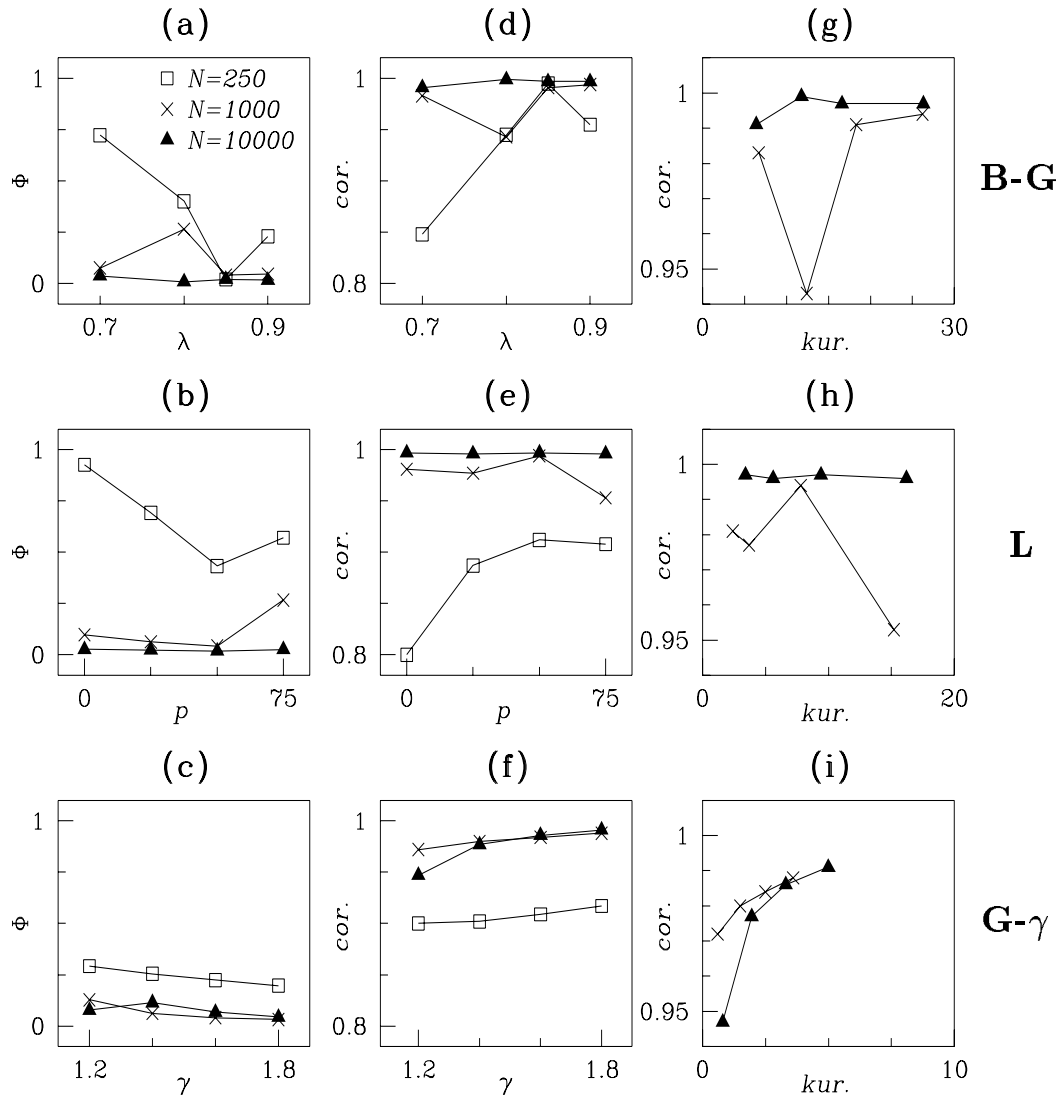 (a) (d) (g)
1 1 1
N=250
N=1000
N=10000
Φ cor. cor. B-G
0 0.8 0.95
0.7 0.9 0.7 0.9 0 30
λ λ kur.
(b) (e) (h)
1 1 1
Φ cor. cor. L
0 0.8 0.95
0 75 0 75 0 20
p p kur.
(c) (f) (i)
1 1 1
Φ cor. cor. G-γ
0 0.8 0.95
1.2 1.8 1.2 1.8 0 10
γ γ kur.